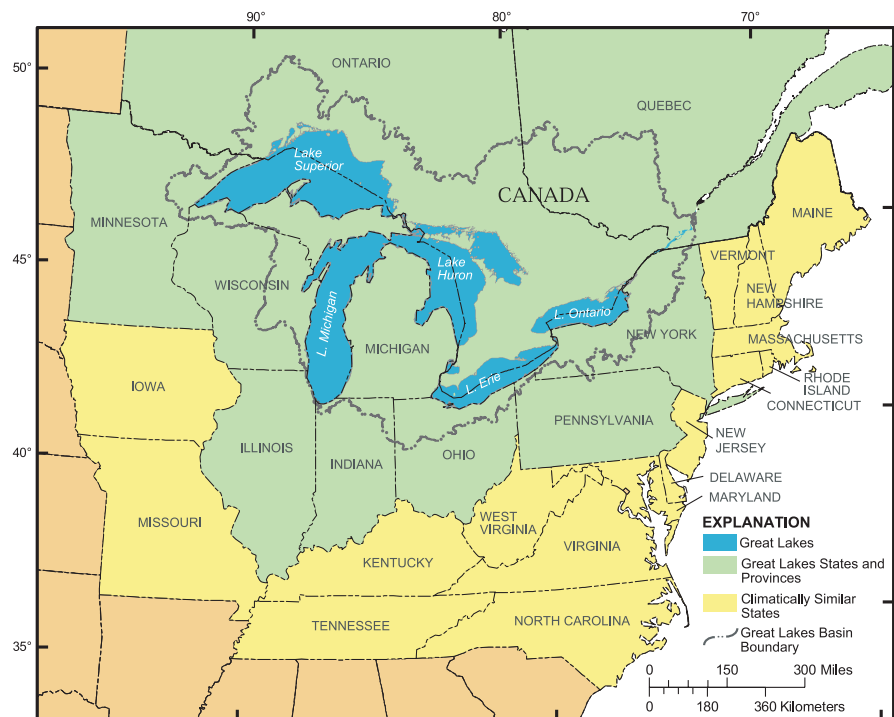 90°
80°
70°
50°
ONTARIO
QUEBEC
Lake
Superior
CANADA
MINNESOTA
MAINE
45°
VERMONT
Lake
Huron
WISCONSIN
NEW
HAMPSHIRE
L. Michigan
L. Ontario
NEW YORK
MASSACHUSETTS
MICHIGAN
RHODE
ISLAND
L. Erie
IOWA
CONNECTICUT
PENNSYLVANIA
40°
ILLINOIS
INDIANA
OHIO
NEW
JERSEY
DELAWARE
MARYLAND
MISSOURI
WEST
VIRGINIA
VIRGINIA
KENTUCKY
TENNESSEE
NORTH CAROLINA
35°
EXPLANATION
Great Lakes
Great Lakes States and
Provinces
Climatically Similar
States
Great Lakes Basin
Boundary
0 150 300 Miles
0 180 360 Kilometers